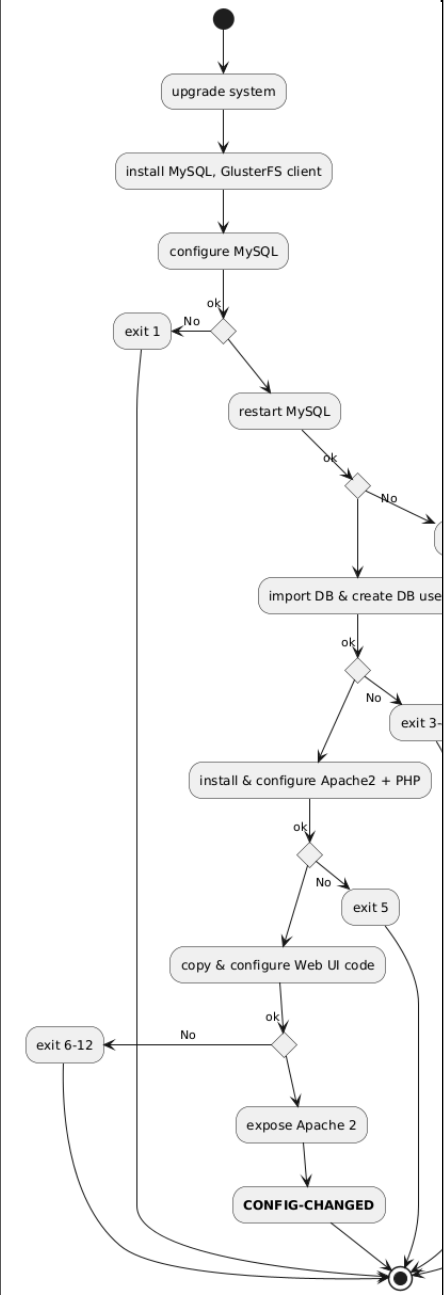 upgrade system
install MySQL, GlusterFS client
configure MySQL
ok
No
exit 1
restart MySQL
ok
No
import DB & create DB use
ok
No
exit 3-
install & configure Apache2 + PHP
ok
No
exit 5
copy & configure Web UI code
ok
No
exit 6-12
expose Apache 2
CONFIG-CHANGED